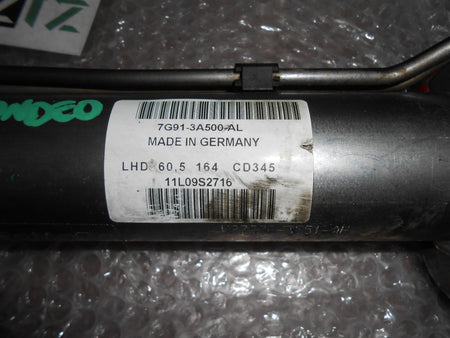 MONDEO
7G91-3A500-AL
MADE IN GERMANY
LHD 60,5 164 CD345
11L09S2716